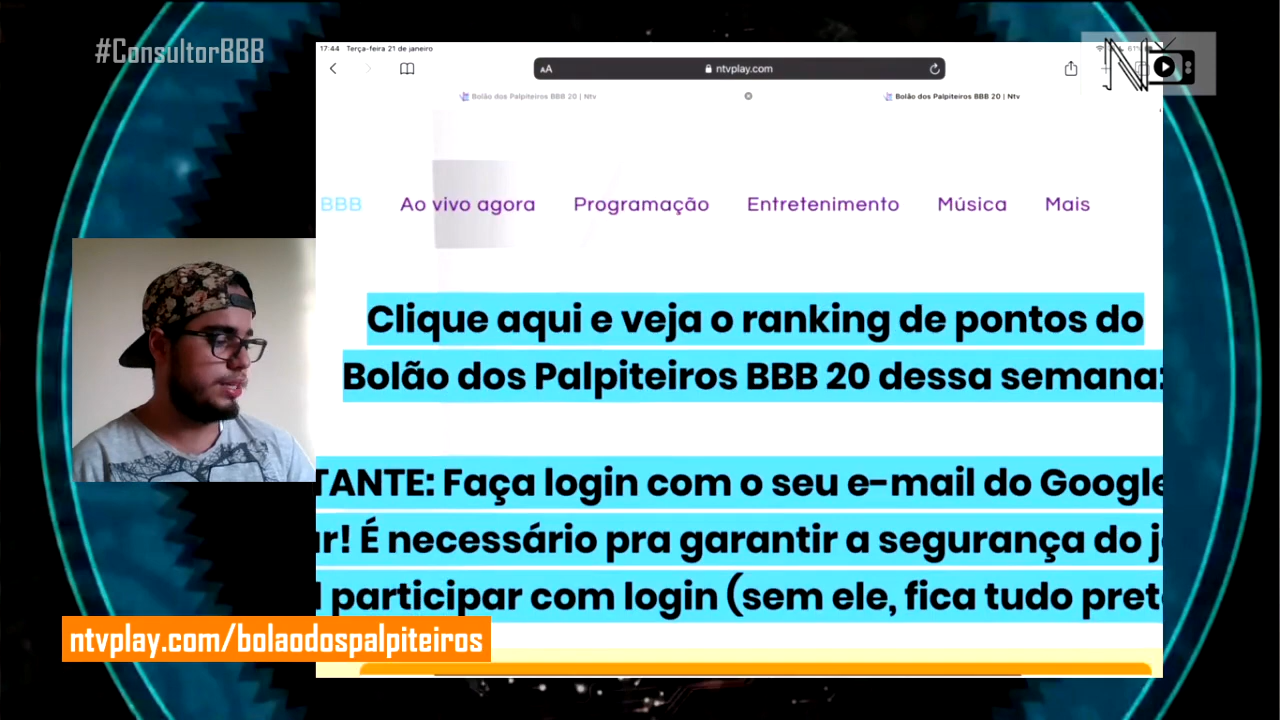 #ConsultorBBB
17:44 Terça-feira 21 de janeiro
61%
AA
ntvplay.com
Bolão dos Palpiteiros BBB 20 | Ntv
Bolão dos Palpiteiros BBB 20 | Ntv
N
BBB Ao vivo agora Programação Entretenimento Música Mais
Clique aqui e veja o ranking de pontos do
Bolão dos Palpiteiros BBB 20 dessa semana:
TANTE: Faça login com o seu e-mail do Google
ar! É necessário pra garantir a segurança do j
participar com login (sem ele, fica tudo pret
ntvplay.com/bolaodospalpiteiros